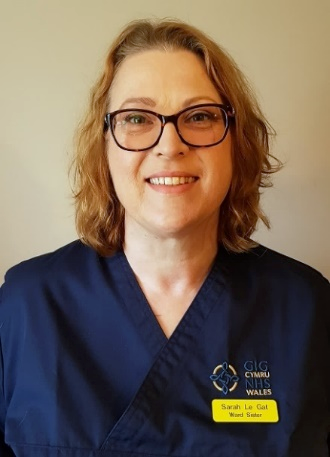 GIG
CYMRU
NHS
WALES
Sarah Le Gat
Ward Sister